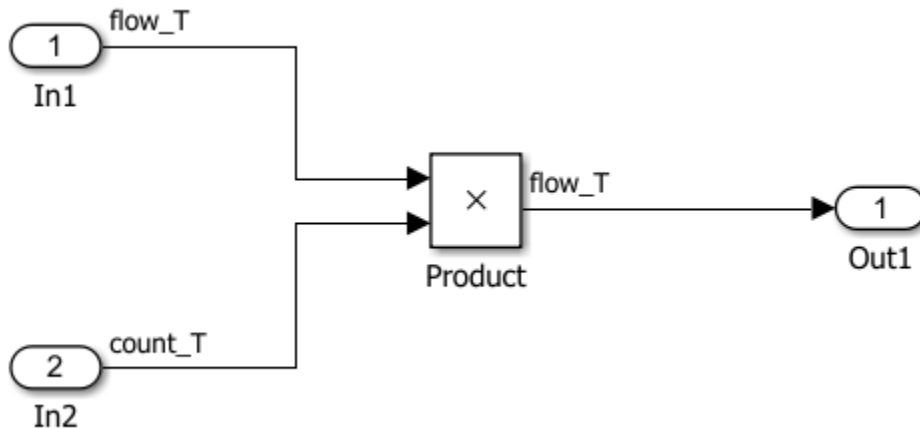 flow_T
1
In1
×
flow_T
Product
1
Out1
count_T
2
In2